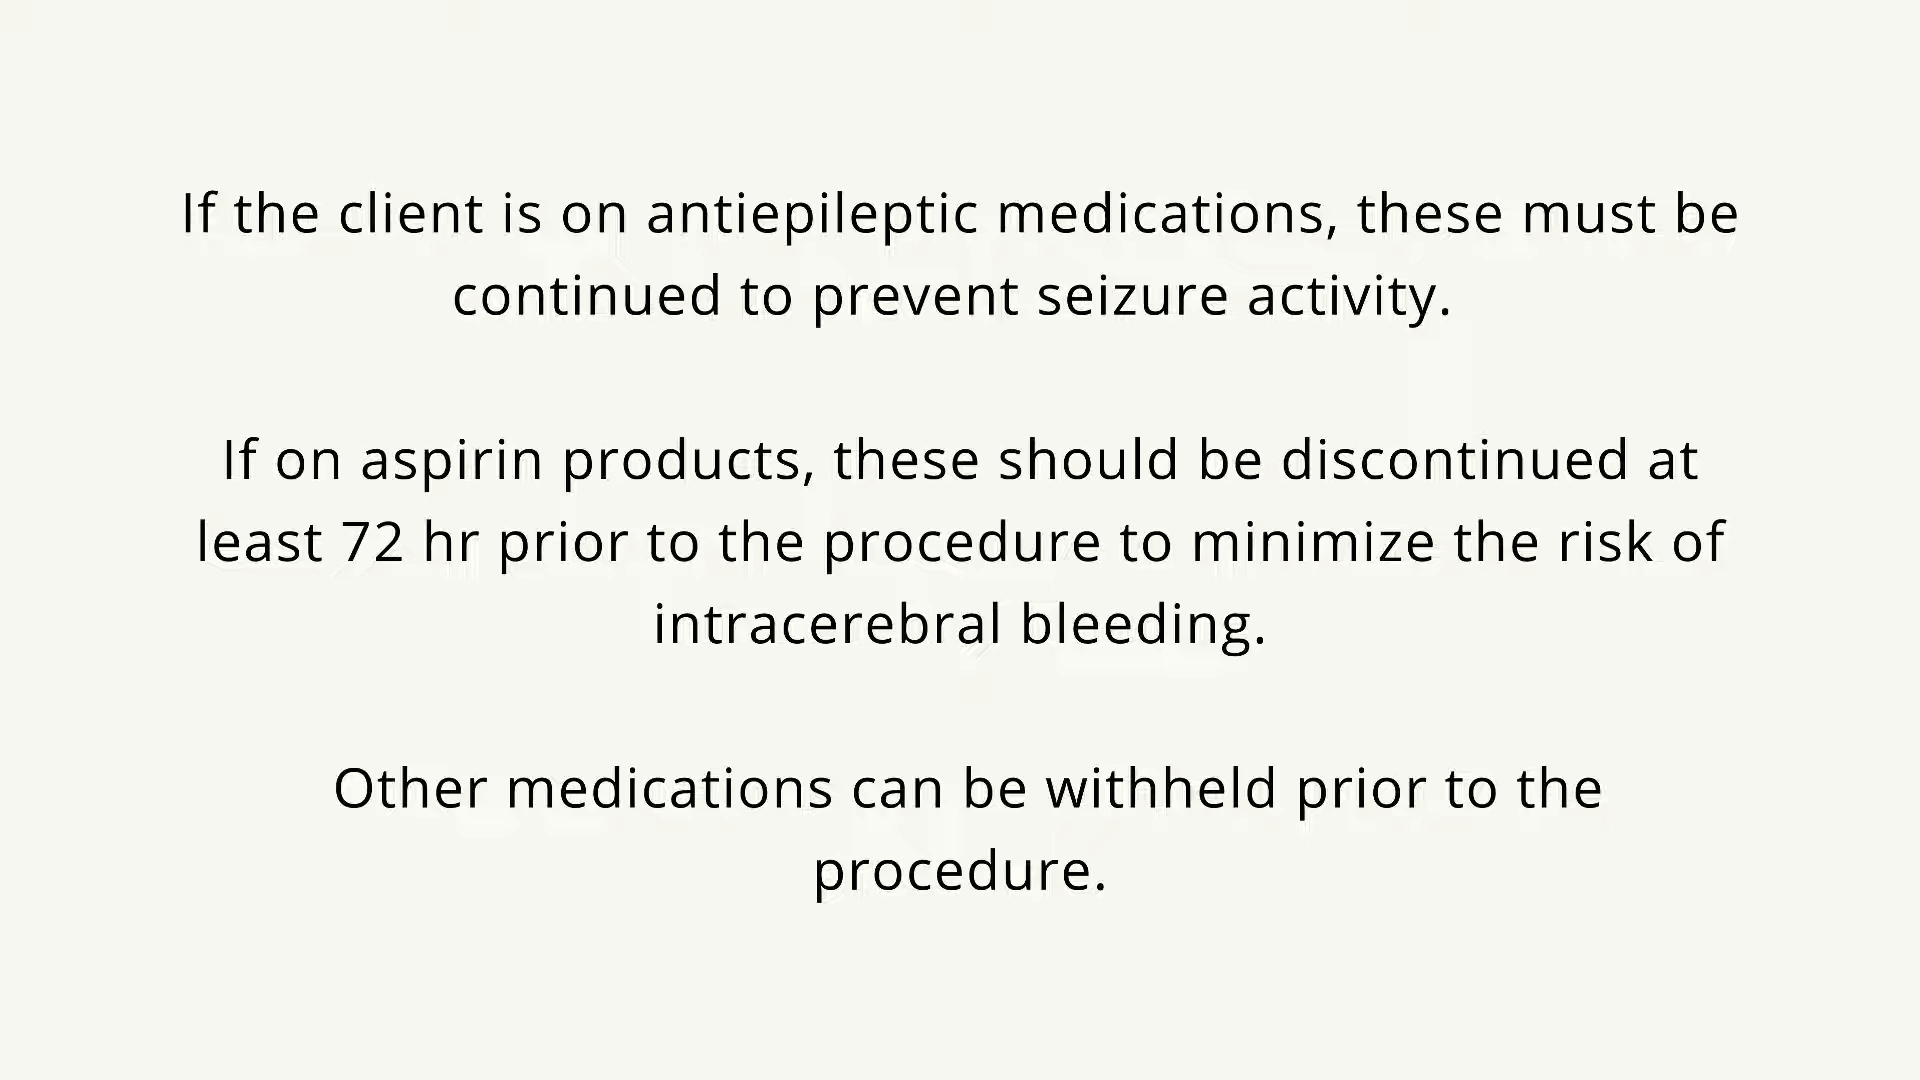 If the client is on antiepileptic medications, these must be
continued to prevent seizure activity.
If on aspirin products, these should be discontinued at
least 72 hr prior to the procedure to minimize the risk of
intracerebral bleeding.
Other medications can be withheld prior to the
procedure.